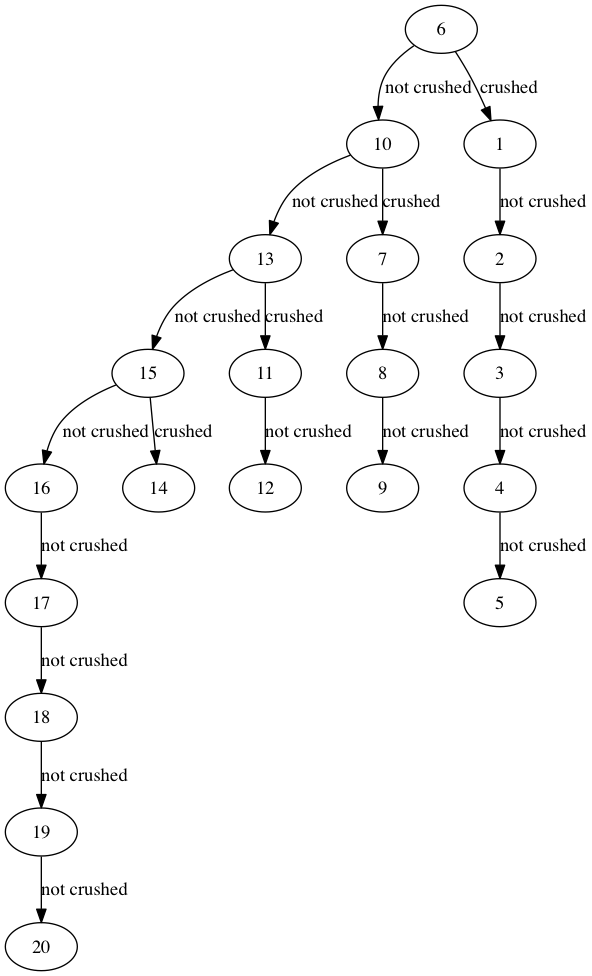 6
not crushed crushed
10 1
not crushed crushed not crushed
13 7 2
not crushed crushed not crushed not crushed
15 11 8 3
not crushed crushed not crushed not crushed not crushed
16 14 12 9 4
not crushed not crushed
17 5
not crushed
18
not crushed
19
not crushed
20